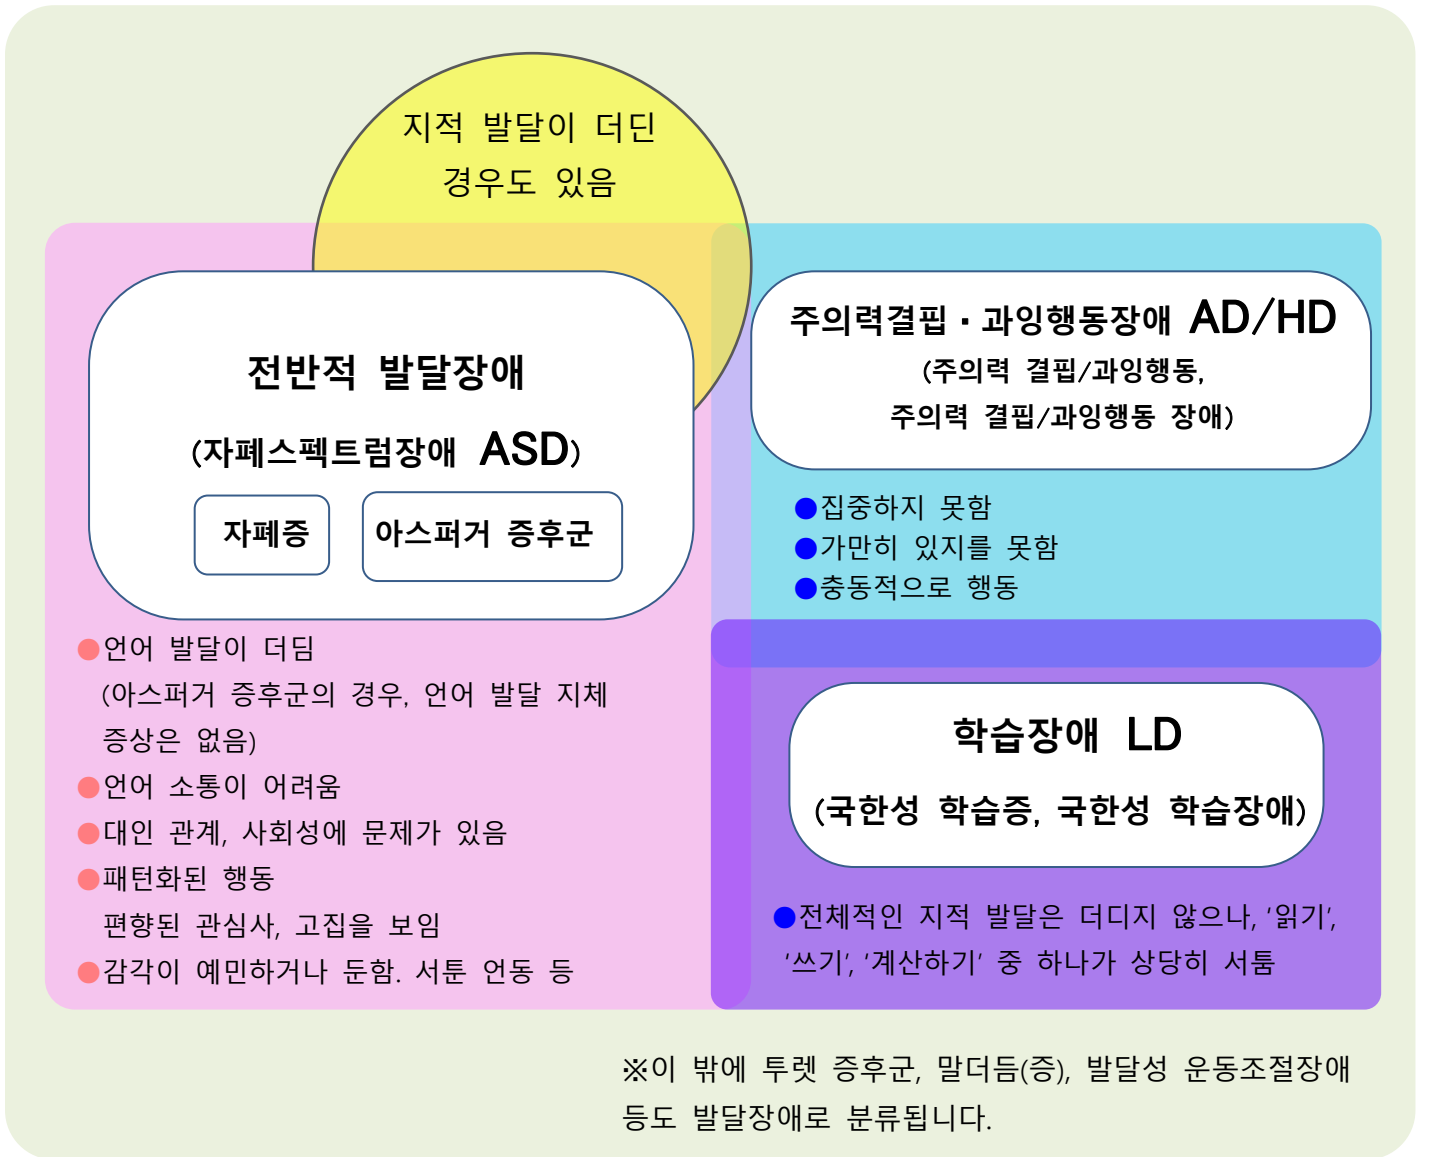 지적 발달이 더딘
경우도 있음
전반적 발달장애
(자폐스펙트럼장애 ASD)
자폐증
아스퍼거 증후군
●언어 발달이 더딤
(아스퍼거 증후군의 경우, 언어 발달 지체
증상은 없음)
●언어 소통이 어려움
●대인 관계, 사회성에 문제가 있음
●패턴화된 행동
편향된 관심사, 고집을 보임
●감각이 예민하거나 둔함. 서툰 언동 등
주의력결핍・과잉행동장애 AD/HD
(주의력 결핍/과잉행동,
주의력 결핍/과잉행동 장애)
●집중하지 못함
●가만히 있지를 못함
●충동적으로 행동
학습장애 LD
(국한성 학습증, 국한성 학습장애)
●전체적인 지적 발달은 더디지 않으나, ‘읽기’,
‘쓰기’, ‘계산하기’ 중 하나가 상당히 서툼
※이 밖에 투렛 증후군, 말더듬(증), 발달성 운동조절장애
등도 발달장애로 분류됩니다.